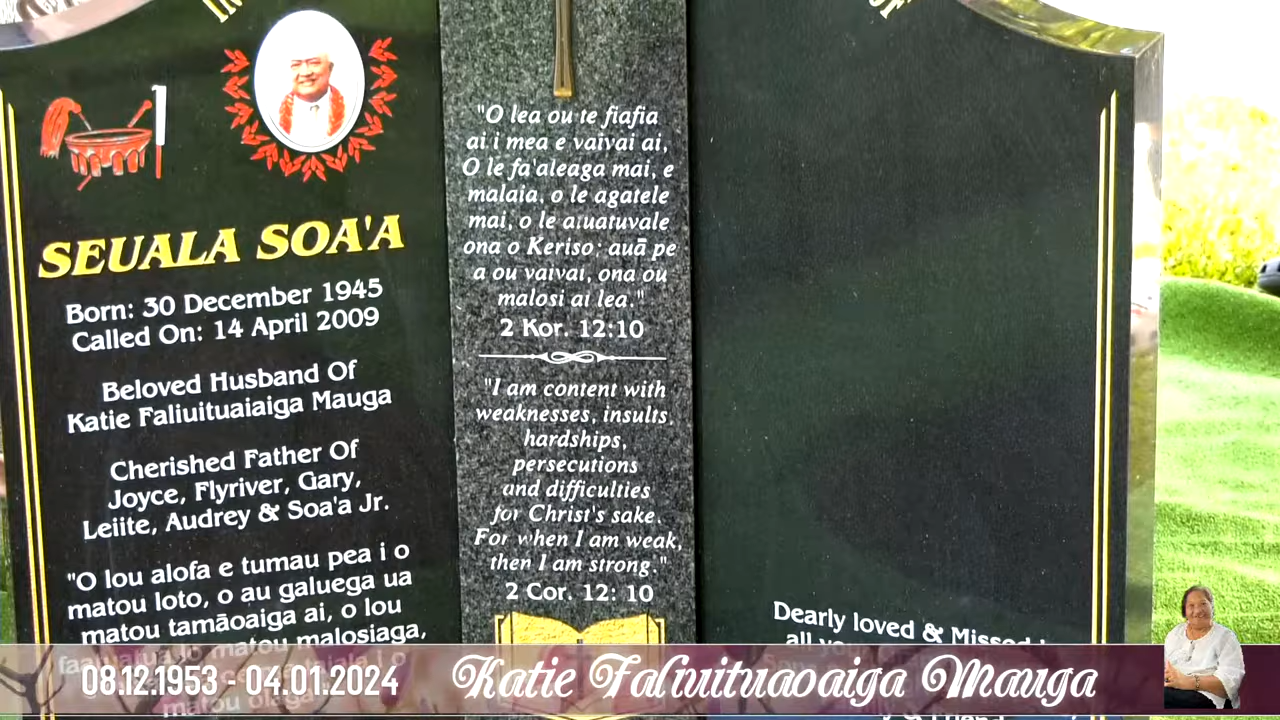 SEUALA SOA'A
Born: 30 December 1945
Called On: 14 April 2009
Beloved Husband Of
Katie Faliuituaiaiga Mauga
Cherished Father Of
Joyce, Flyriver, Gary,
Leiite, Audrey & Soa'a Jr.
"O lou alofa e tumau pea i o
matou loto, o au galuega ua
matou tamāoaiga ai, o lou
matou malosiaga,
"O lea ou te fiafia
ai i mea e vaivai ai,
O le fa'aleaga mai, e
malaia, o le agatele
mai, o le atuatuvale
ona o Keriso; auā pe
a ou vaivai, ona ou
malosi ai lea."
2 Kor. 12:10
"I am content with
weaknesses, insults,
hardships,
persecutions
and difficulties
for Christ's sake.
For when I am weak,
then I am strong."
2 Cor. 12: 10
Dearly loved & Missed
all
08.12.1953 - 04.01.2024
Katie Faliuituaoaiga Mauga